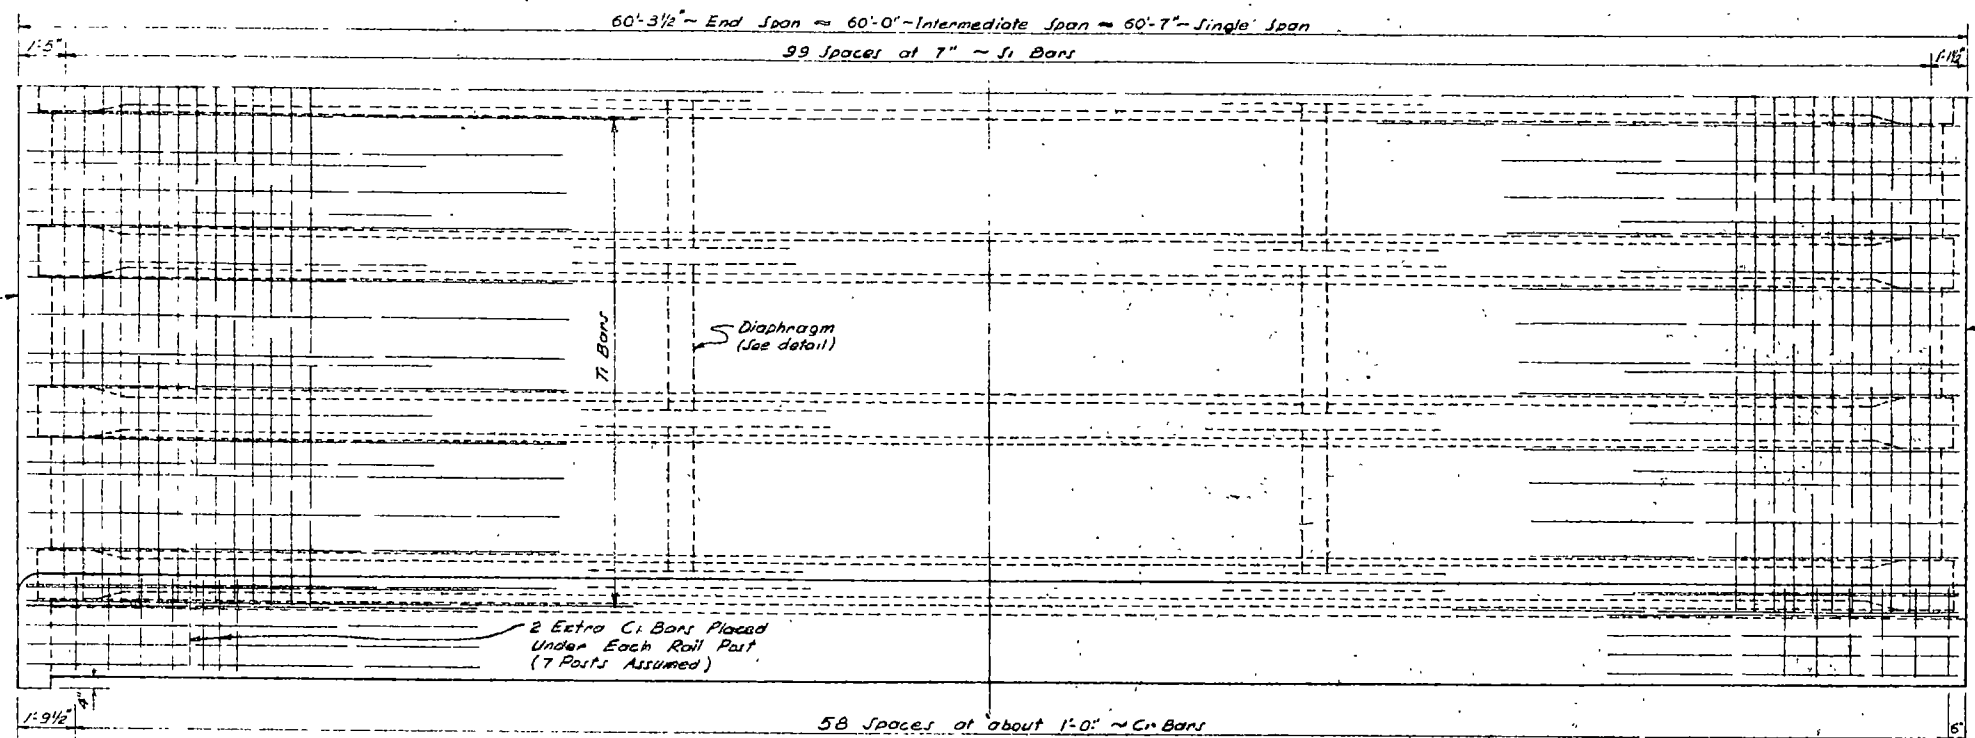 60'-3½"~ End Span ≈ 60'-0"~Intermediate Span ≈ 60'-7"~Single Span
1'-5"
99 Spaces at 7" ~ S1 Bars
1'-1½"
T1 Bars
Diaphragm
(See detail)
2 Extra C1 Bars Placed
Under Each Rail Post
(7 Posts Assumed)
4"
1'-9½"
58 Spaces at about 1'-0" ~ C1 Bars
6"